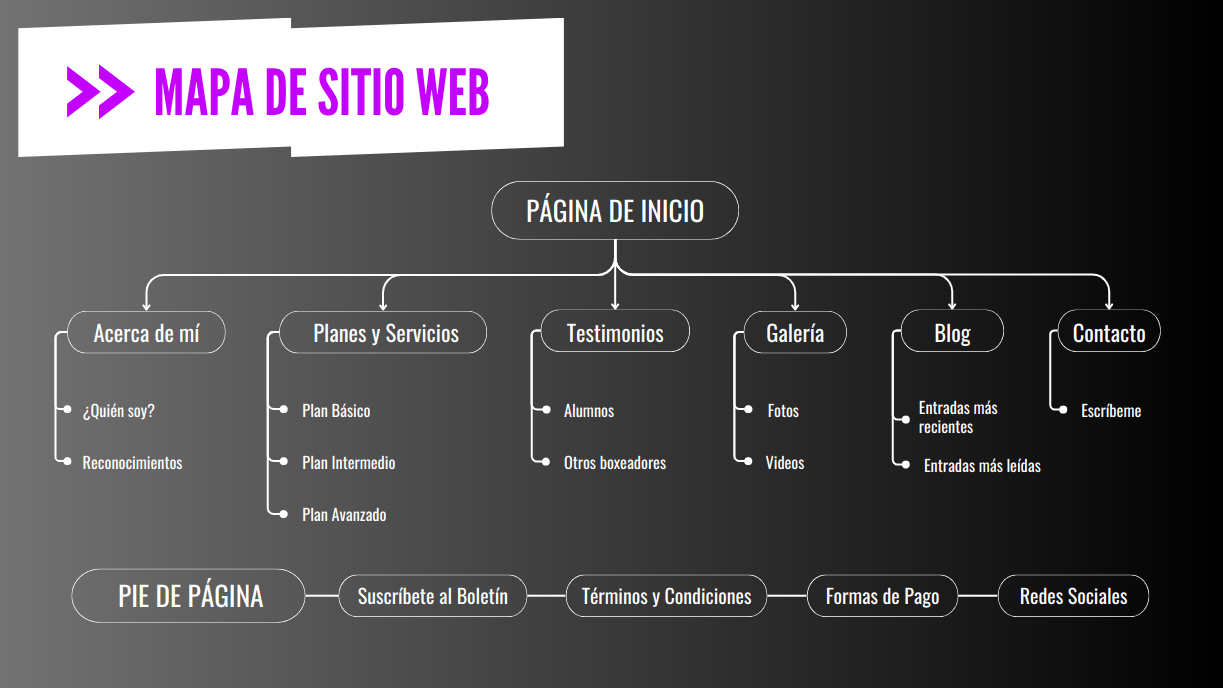 MAPA DE SITIO WEB
PÁGINA DE INICIO
Acerca de mí
Planes y Servicios
Testimonios
Galería
Blog
Contacto
¿Quién soy?
Reconocimientos
Plan Básico
Plan Intermedio
Plan Avanzado
Alumnos
Otros boxeadores
Fotos
Videos
Entradas más
recientes
Entradas más leídas
Escríbeme
PIE DE PÁGINA
Suscríbete al Boletín
Términos y Condiciones
Formas de Pago
Redes Sociales